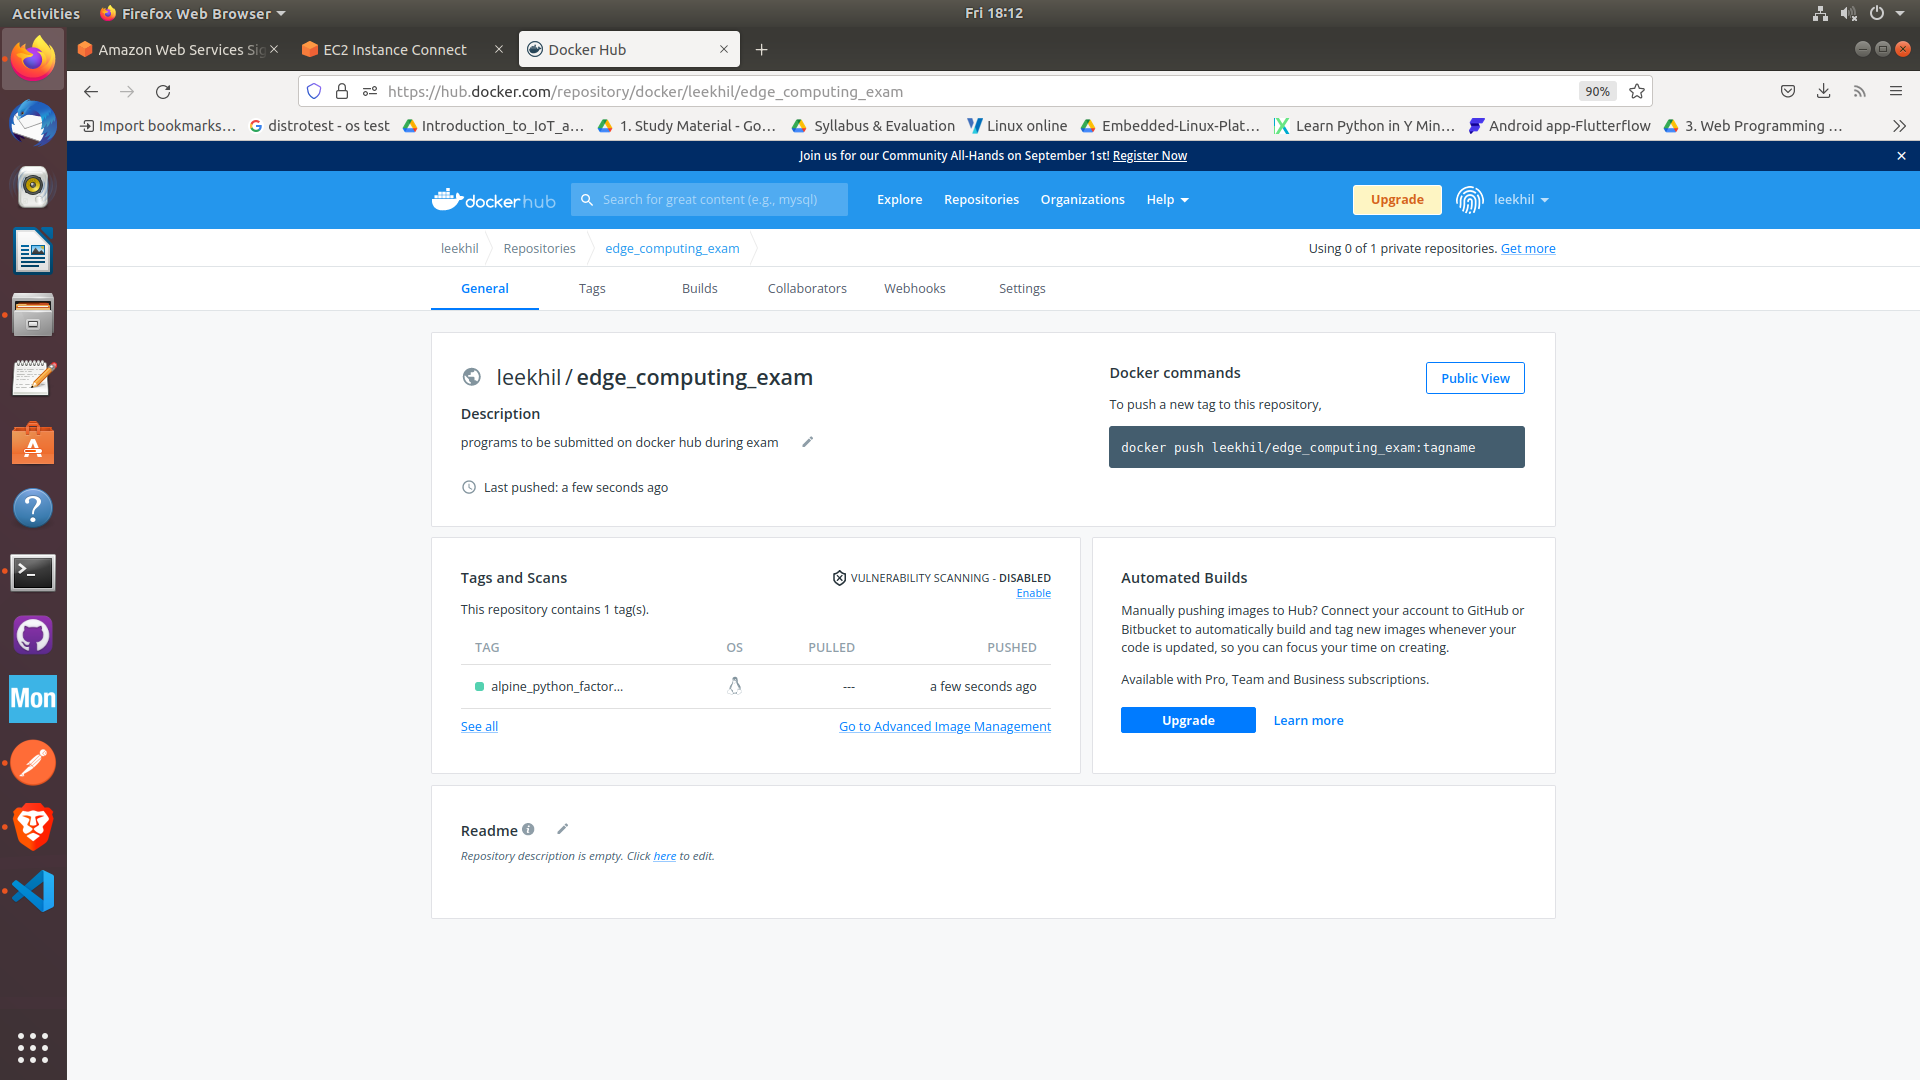 Activities
Firefox Web Browser
Fri 18:12
Amazon Web Services Sig
EC2 Instance Connect
Docker Hub
https://hub.docker.com/repository/docker/leekhil/edge_computing_exam
90%
Import bookmarks…
distrotest - os test
Introduction_to_IoT_a…
1. Study Material - Go…
Syllabus & Evaluation
Linux online
Embedded-Linux-Plat…
Learn Python in Y Min…
Android app-Flutterflow
3. Web Programming …
Join us for our Community All-Hands on September 1st! Register Now
dockerhub
Search for great content (e.g., mysql)
Explore
Repositories
Organizations
Help
Upgrade
leekhil
leekhil
Repositories
edge_computing_exam
Using 0 of 1 private repositories. Get more
General
Tags
Builds
Collaborators
Webhooks
Settings
leekhil / edge_computing_exam
Description
programs to be submitted on docker hub during exam
Last pushed: a few seconds ago
Docker commands
Public View
To push a new tag to this repository,
docker push leekhil/edge_computing_exam:tagname
Tags and Scans
VULNERABILITY SCANNING - DISABLED
Enable
This repository contains 1 tag(s).
TAG
OS
PULLED
PUSHED
alpine_python_factor...
---
a few seconds ago
See all
Go to Advanced Image Management
Automated Builds
Manually pushing images to Hub? Connect your account to GitHub or
Bitbucket to automatically build and tag new images whenever your
code is updated, so you can focus your time on creating.
Available with Pro, Team and Business subscriptions.
Upgrade
Learn more
Readme
Repository description is empty. Click here to edit.
Mon